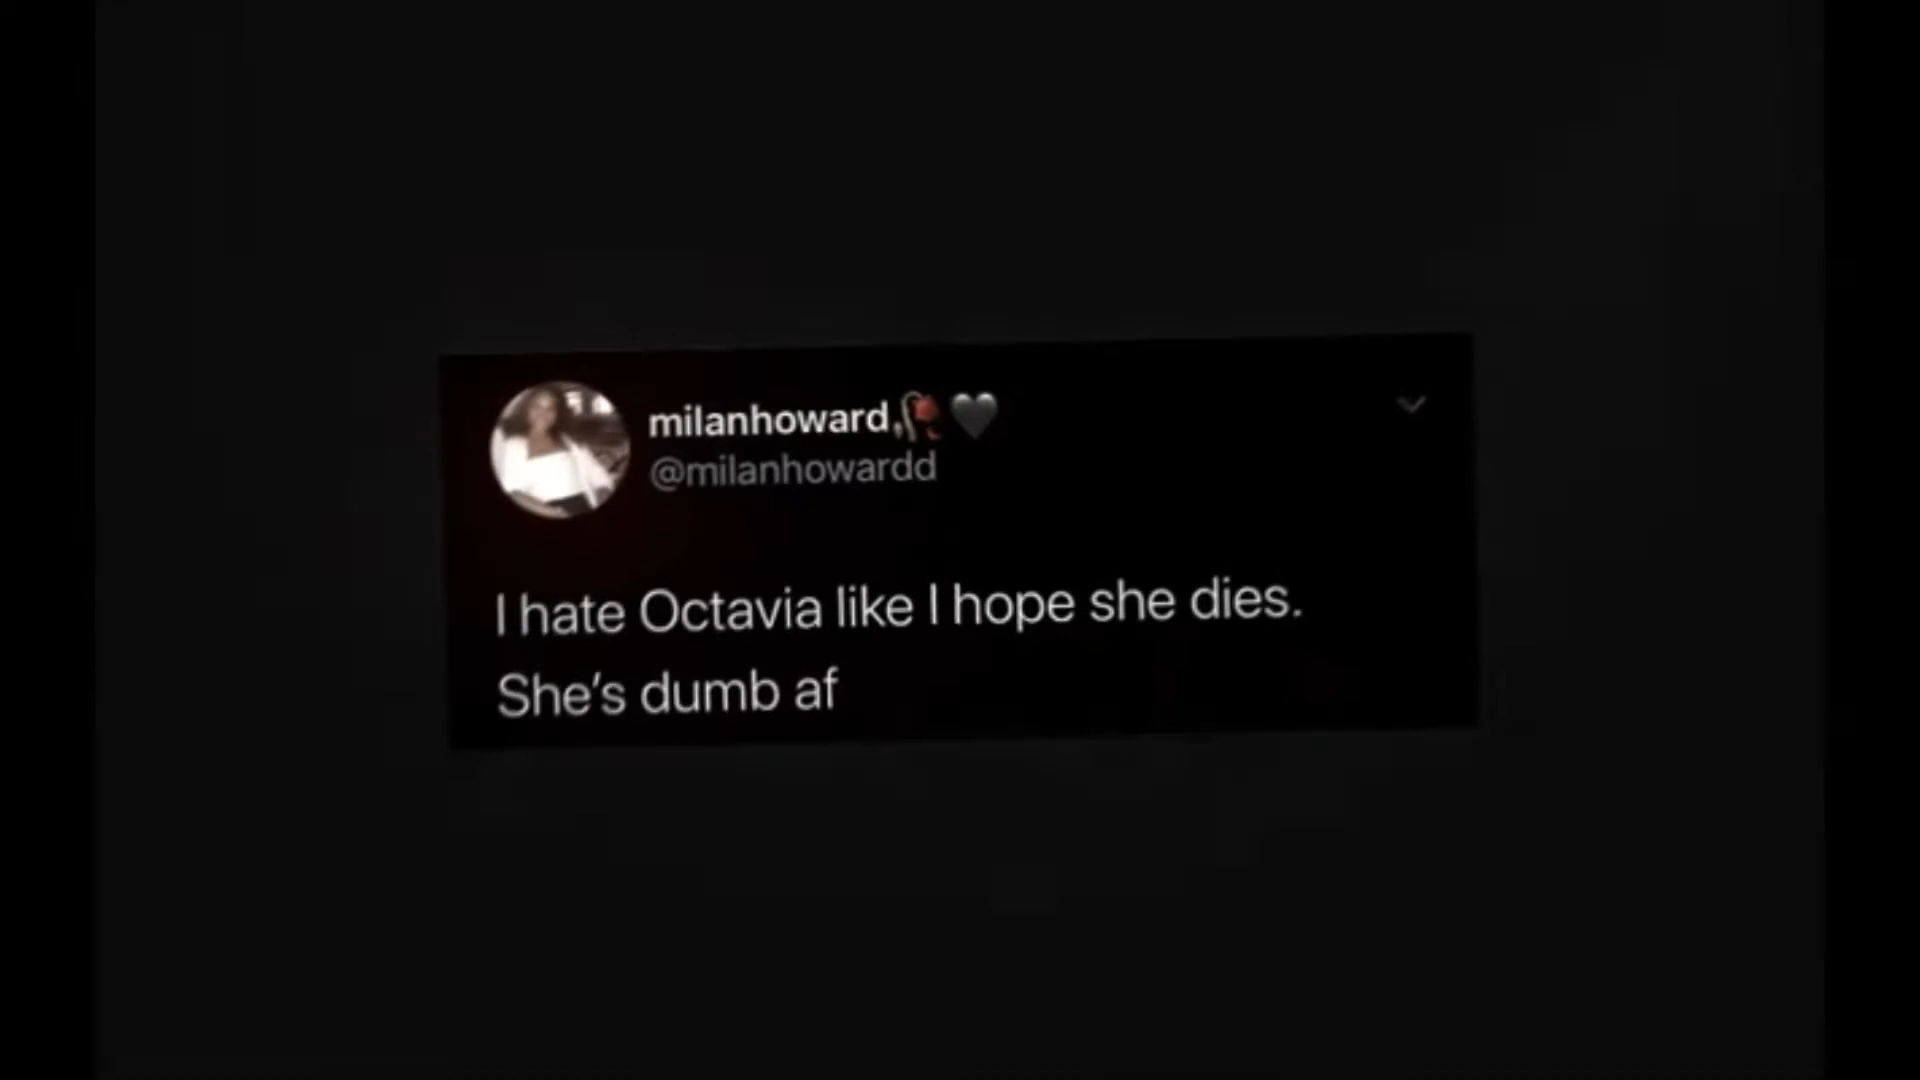 milanhoward,🥀🖤
@milanhowardd
I hate Octavia like I hope she dies.
She's dumb af